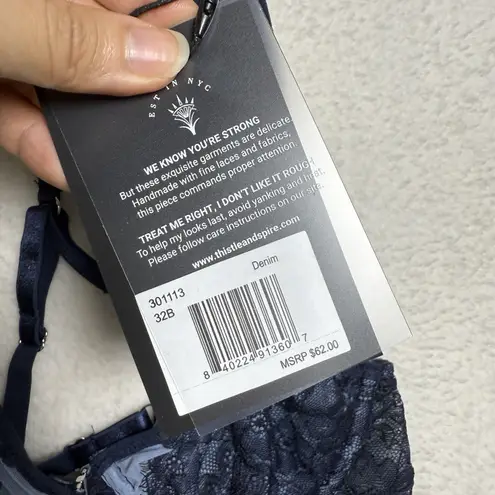 EST IN NYC
WE KNOW YOU'RE STRONG
But these exquisite garments are delicate.
Handmade with fine laces and fabrics,
this piece commands proper attention.
TREAT ME RIGHT, I DON'T LIKE IT ROUGH
To help my looks last, avoid yanking and heat.
Please follow care instructions on our site.
www.thistleandspire.com
Denim
301113
32B
8 40224 91360 7
MSRP $62.00